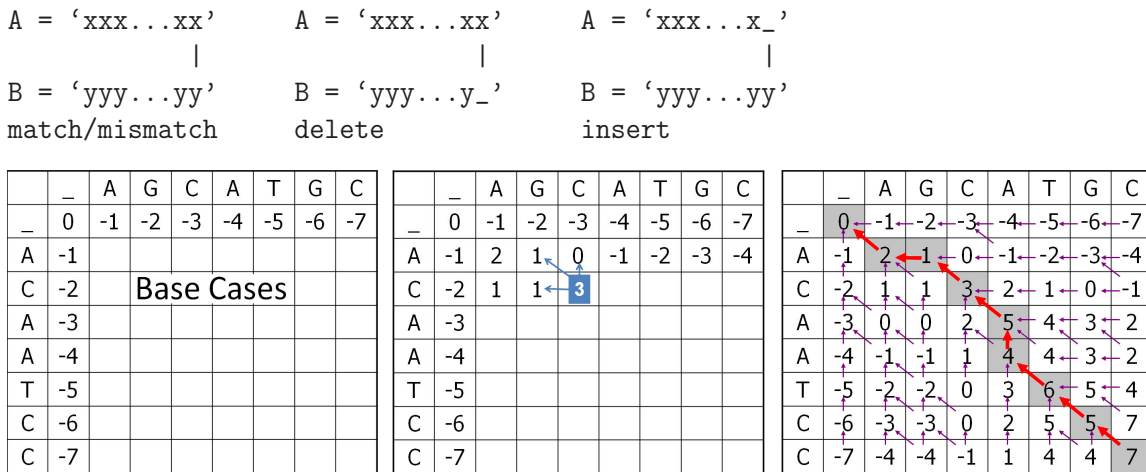 A = ‘xxx...xx’ A = ‘xxx...xx’ A = ‘xxx...x_’
| | |
B = ‘yyy...yy’ B = ‘yyy...y_’ B = ‘yyy...yy’
match/mismatch delete insert
_ A G C A T G C
_ 0 -1 -2 -3 -4 -5 -6 -7
A -1
C -2 Base Cases
A -3
A -4
T -5
C -6
C -7
_ A G C A T G C
_ 0 -1 -2 -3 -4 -5 -6 -7
A -1 2 1 0 -1 -2 -3 -4
C -2 1 1 3
A -3
A -4
T -5
C -6
C -7
_ A G C A T G C
_ 0 -1 -2 -3 -4 -5 -6 -7
A -1 2 1 0 -1 -2 -3 -4
C -2 1 1 3 2 1 0 -1
A -3 0 0 2 5 4 3 2
A -4 -1 -1 1 4 4 3 2
T -5 -2 -2 0 3 6 5 4
C -6 -3 -3 0 2 5 5 7
C -7 -4 -4 -1 1 4 4 7